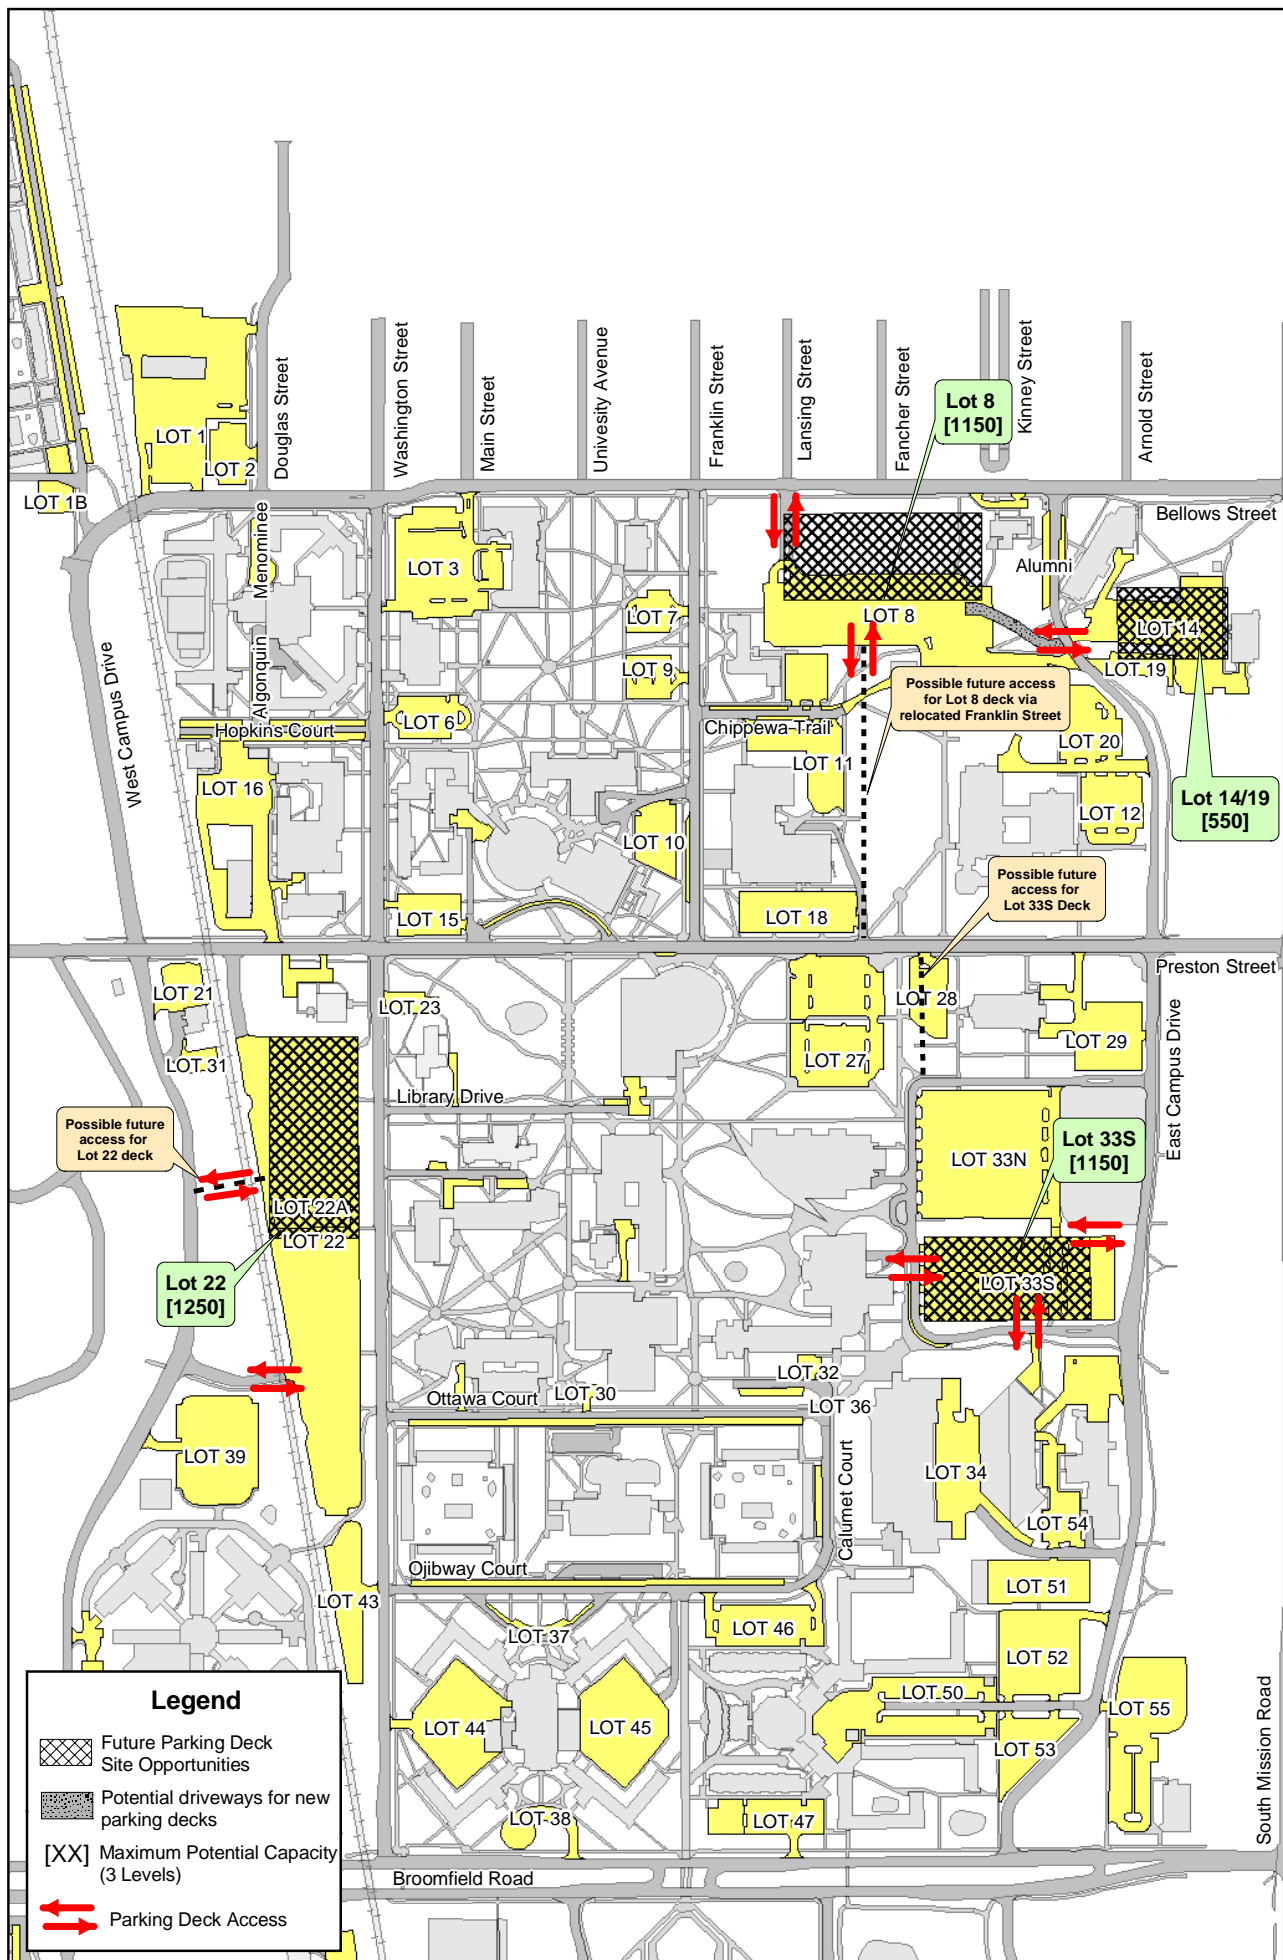 Douglas Street
Washington Street
Main Street
Univesity Avenue
Franklin Street
Lansing Street
Fancher Street
Kinney Street
Arnold Street
Lot 8
[1150]
LOT 1
LOT 2
LOT 1B
Bellows Street
Menominee
LOT 3
Alumni
LOT 7
LOT 8
LOT 14
LOT 9
LOT 19
Algonquin
West Campus Drive
Possible future access
for Lot 8 deck via
relocated Franklin Street
LOT 6
Hopkins Court
Chippewa Trail
LOT 20
LOT 11
LOT 16
Lot 14/19
[550]
LOT 12
LOT 10
Possible future
access for
Lot 33S Deck
LOT 15
LOT 18
Preston Street
LOT 21
LOT 23
LOT 28
LOT 29
LOT 27
LOT 31
East Campus Drive
Library Drive
Possible future
access for
Lot 22 deck
Lot 33S
[1150]
LOT 33N
LOT 22A
LOT 22
Lot 22
[1250]
LOT 33S
LOT 32
Ottawa Court
LOT 30
LOT 36
LOT 39
LOT 34
Calumet Court
LOT 54
Ojibway Court
LOT 51
LOT 43
LOT 46
LOT 37
LOT 52
LOT 50
LOT 55
LOT 44
LOT 45
LOT 53
South Mission Road
LOT 38
LOT 47
Broomfield Road
Legend
Future Parking Deck
Site Opportunities
Potential driveways for new
parking decks
[XX] Maximum Potential Capacity
(3 Levels)
Parking Deck Access